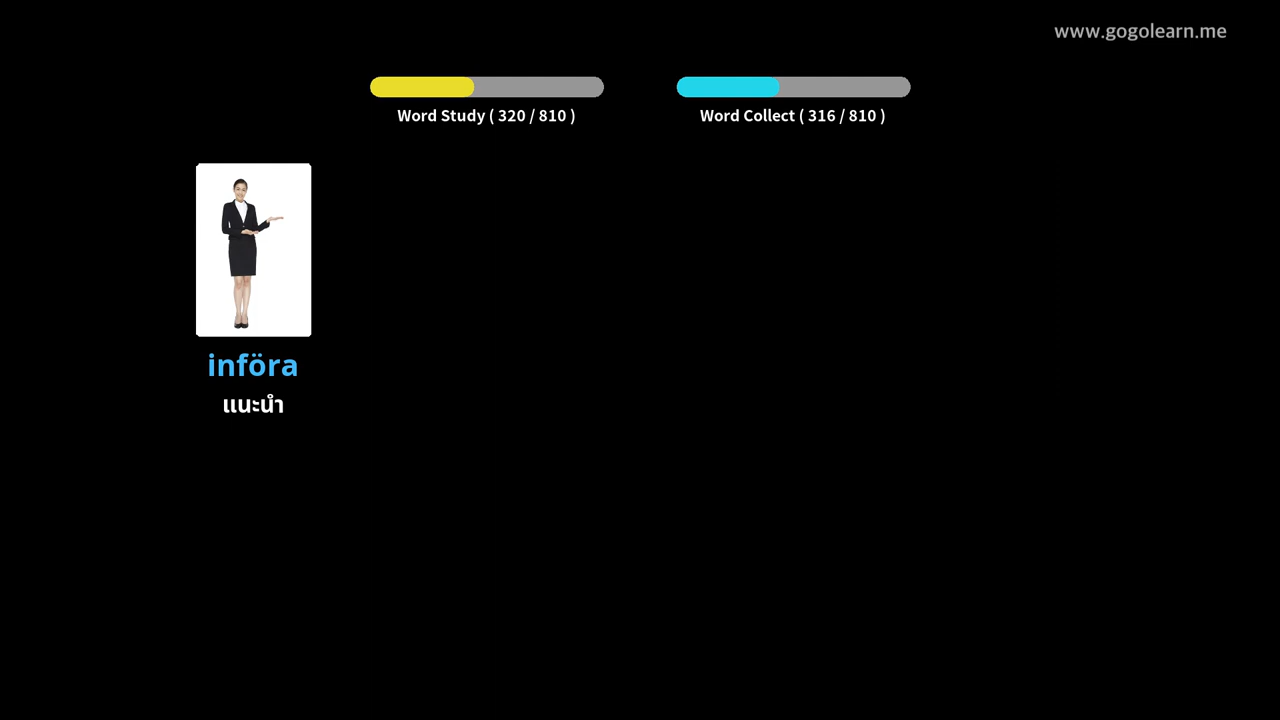 www.gogolearn.me
Word Study ( 320 / 810 )
Word Collect ( 316 / 810 )
införa
แนะนำ